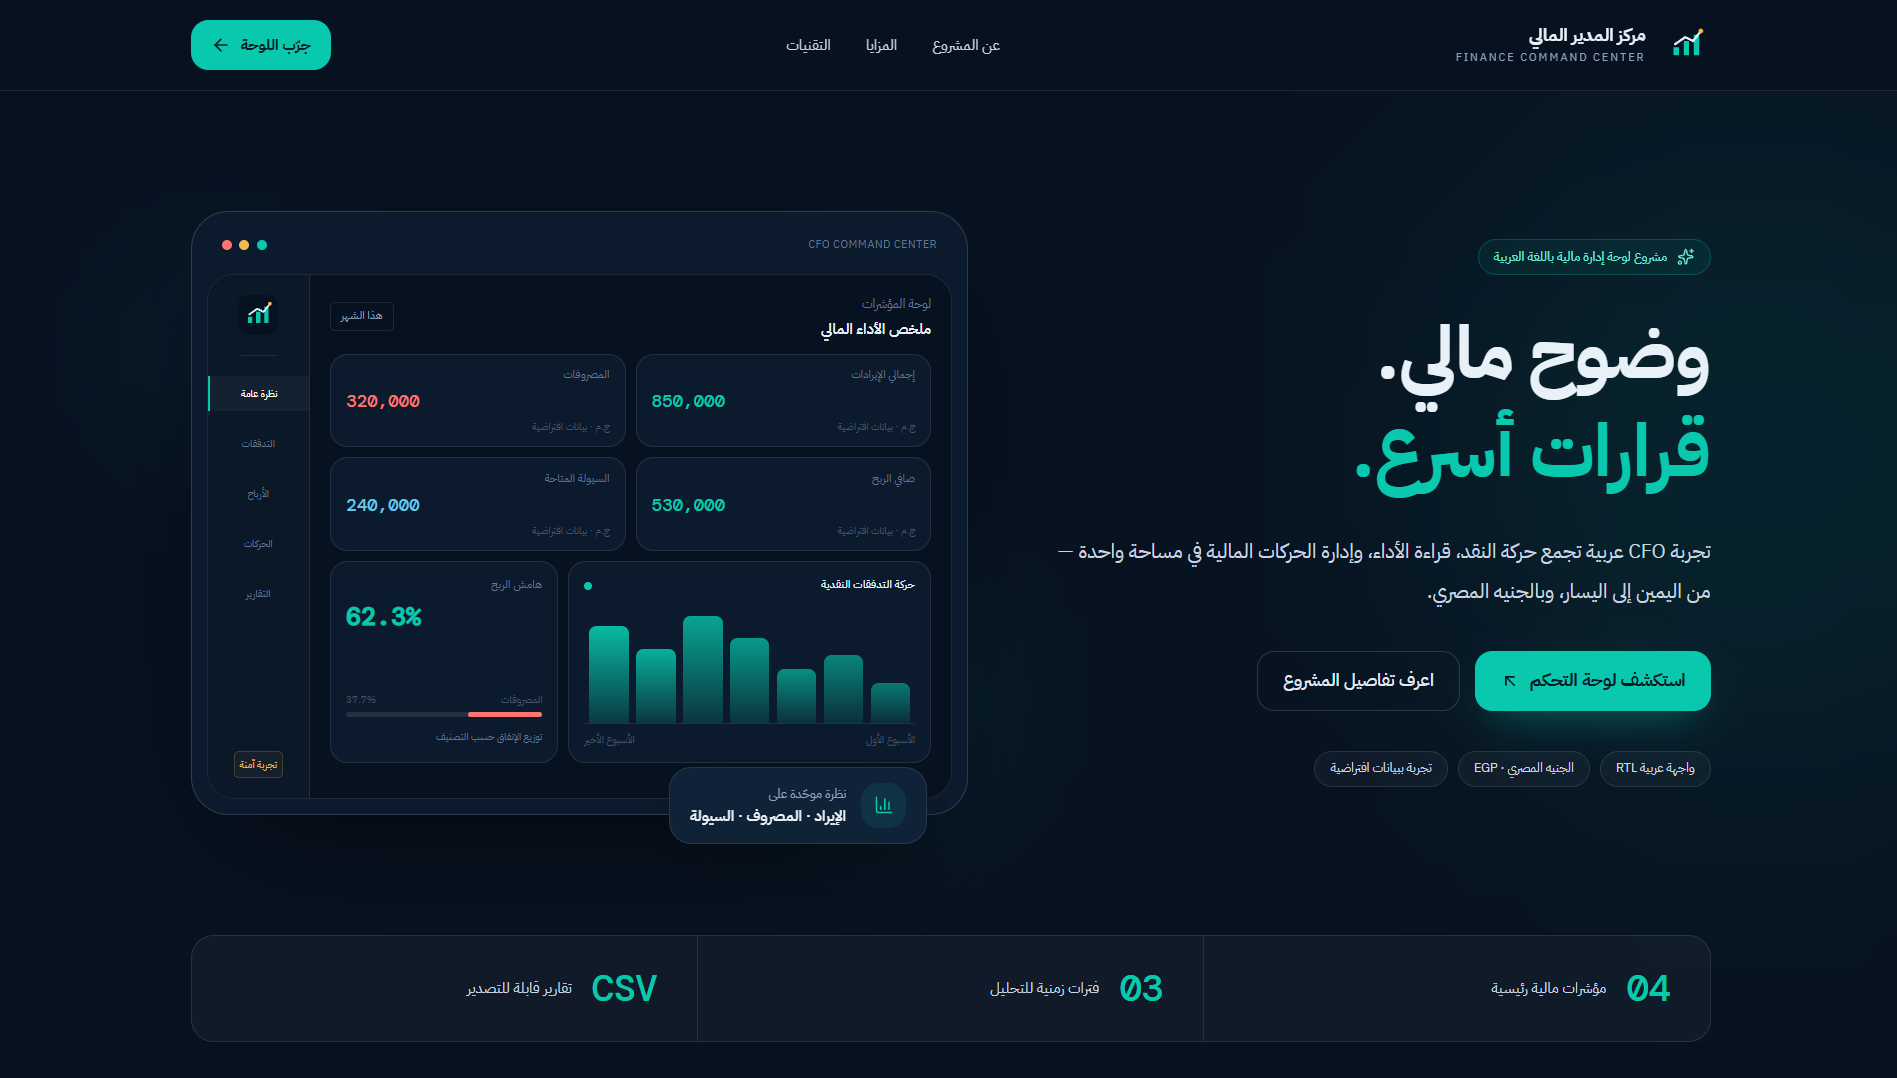 مركز المدير المالي
FINANCE COMMAND CENTER
عن المشروع
المزايا
التقنيات
جرّب اللوحة
مشروع لوحة إدارة مالية باللغة العربية
وضوح مالي.
قرارات أسرع.
تجربة CFO عربية تجمع حركة النقد، قراءة الأداء، وإدارة الحركات المالية في مساحة واحدة —
من اليمين إلى اليسار، وبالجنيه المصري.
استكشف لوحة التحكم
اعرف تفاصيل المشروع
واجهة عربية RTL
الجنيه المصري · EGP
تجربة ببيانات افتراضية
CFO COMMAND CENTER
لوحة المؤشرات
ملخص الأداء المالي
هذا الشهر
إجمالي الإيرادات
850,000
ج.م · بيانات افتراضية
المصروفات
320,000
ج.م · بيانات افتراضية
صافي الربح
530,000
ج.م · بيانات افتراضية
السيولة المتاحة
240,000
ج.م · بيانات افتراضية
حركة التدفقات النقدية
الأسبوع الأول
الأسبوع الأخير
هامش الربح
62.3%
المصروفات
37.7%
توزيع الإنفاق حسب التصنيف
نظرة عامة
التدفقات
الأرباح
الحركات
التقارير
تجربة آمنة
نظرة موحّدة على
الإيراد · المصروف · السيولة
04
مؤشرات مالية رئيسية
03
فترات زمنية للتحليل
CSV
تقارير قابلة للتصدير